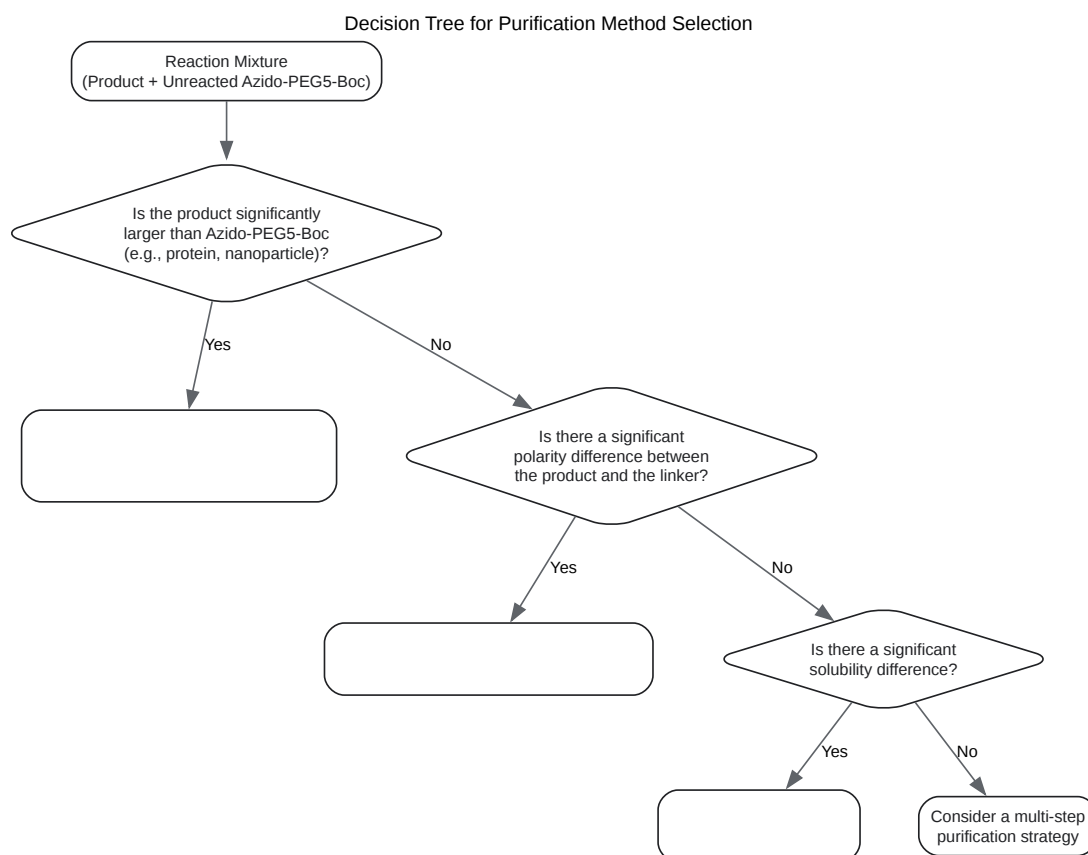 Decision Tree for Purification Method Selection
Reaction Mixture
(Product + Unreacted Azido-PEG5-Boc)
Is the product significantly
larger than Azido-PEG5-Boc
(e.g., protein, nanoparticle)?
Yes
No
Is there a significant
polarity difference between
the product and the linker?
Yes
No
Is there a significant
solubility difference?
Yes
No
Consider a multi-step
purification strategy